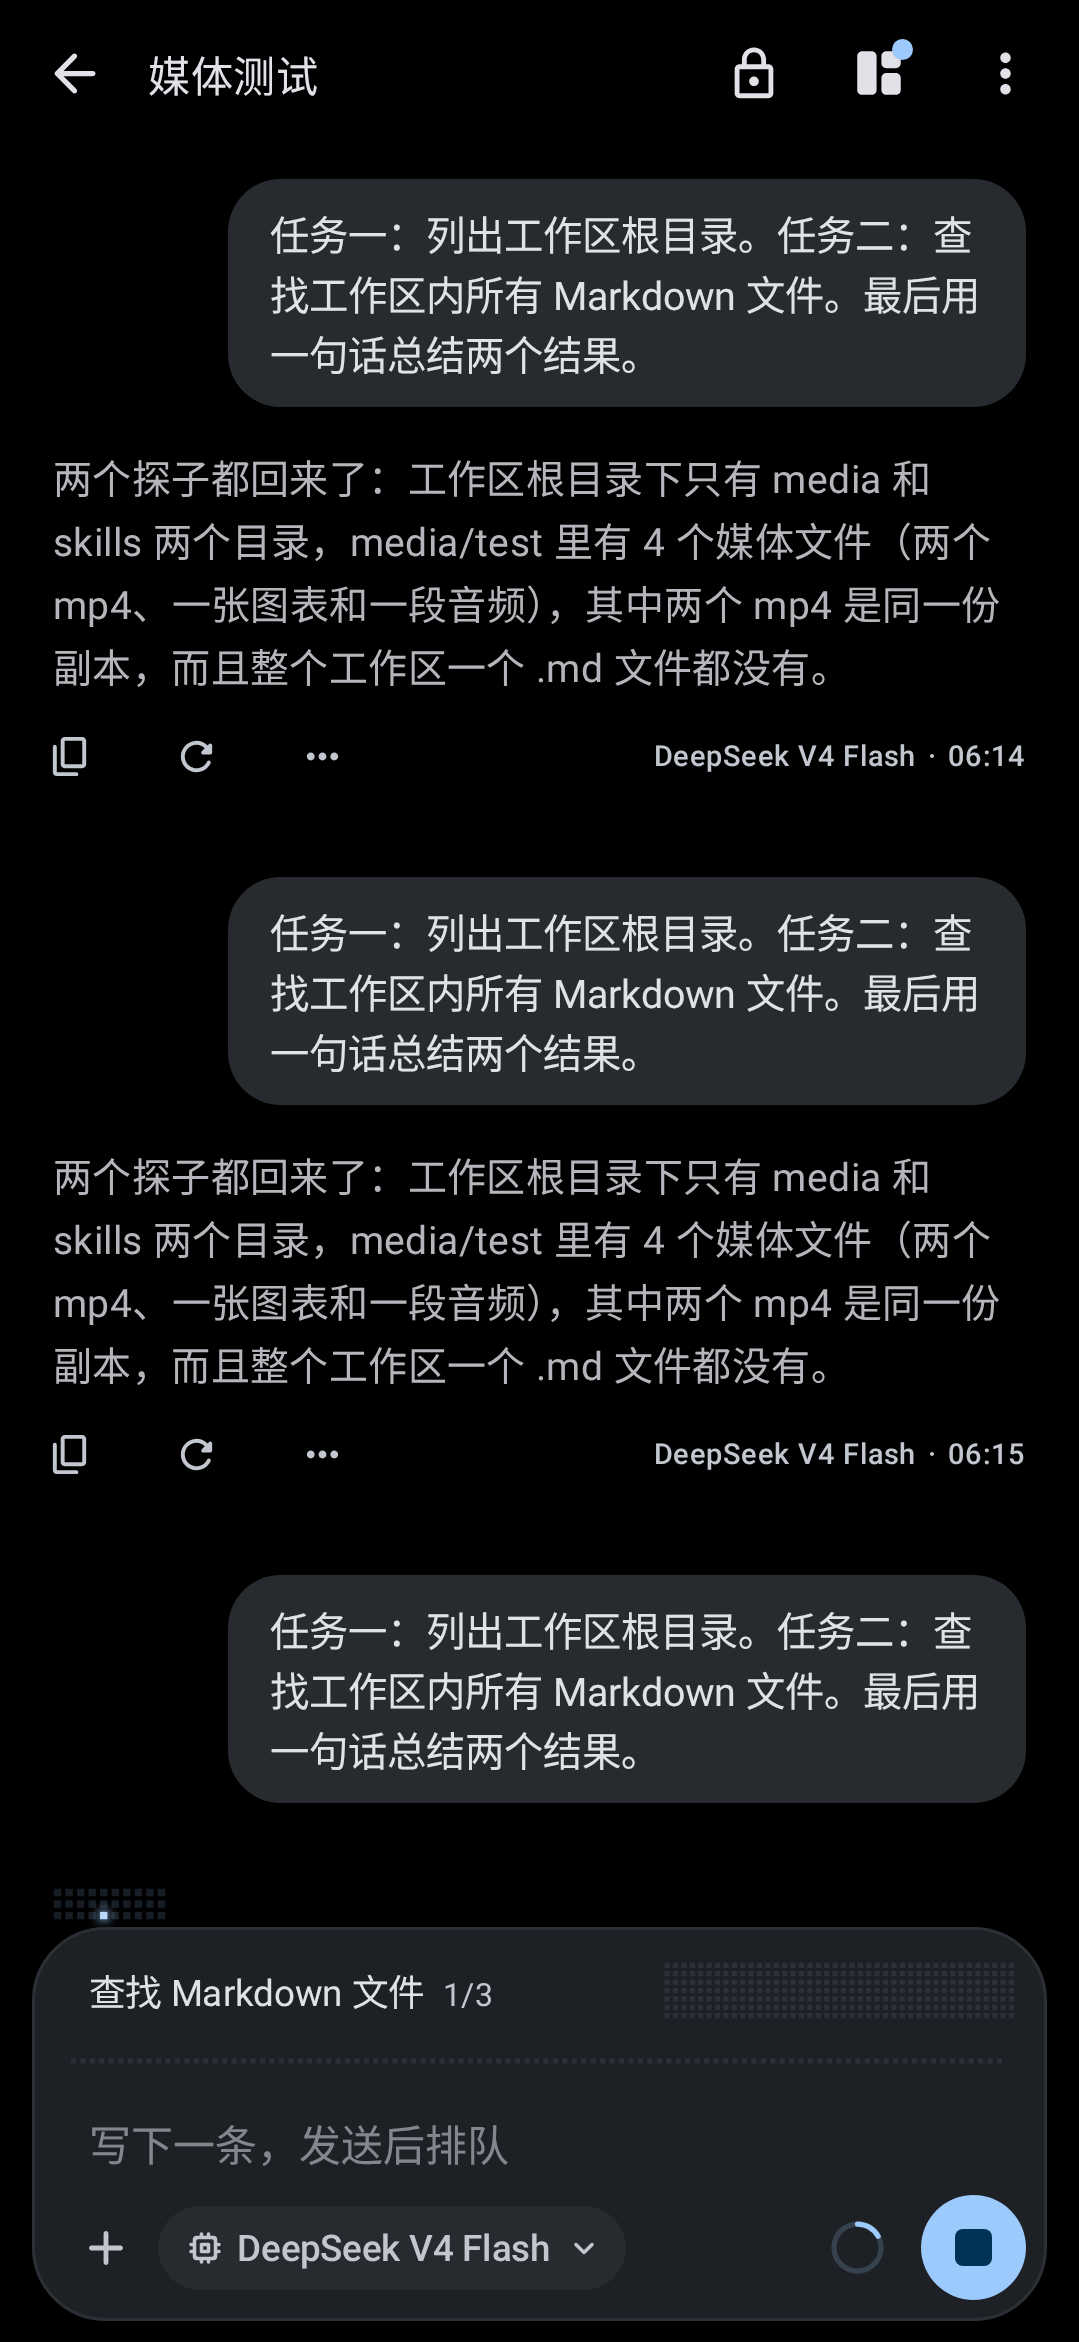 媒体测试
任务一：列出工作区根目录。任务二：查
找工作区内所有 Markdown 文件。最后用
一句话总结两个结果。
两个探子都回来了：工作区根目录下只有 media 和
skills 两个目录，media/test 里有 4 个媒体文件（两个
mp4、一张图表和一段音频），其中两个 mp4 是同一份
副本，而且整个工作区一个 .md 文件都没有。
DeepSeek V4 Flash · 06:14
任务一：列出工作区根目录。任务二：查
找工作区内所有 Markdown 文件。最后用
一句话总结两个结果。
两个探子都回来了：工作区根目录下只有 media 和
skills 两个目录，media/test 里有 4 个媒体文件（两个
mp4、一张图表和一段音频），其中两个 mp4 是同一份
副本，而且整个工作区一个 .md 文件都没有。
DeepSeek V4 Flash · 06:15
任务一：列出工作区根目录。任务二：查
找工作区内所有 Markdown 文件。最后用
一句话总结两个结果。
查找 Markdown 文件 1/3
写下一条，发送后排队
DeepSeek V4 Flash